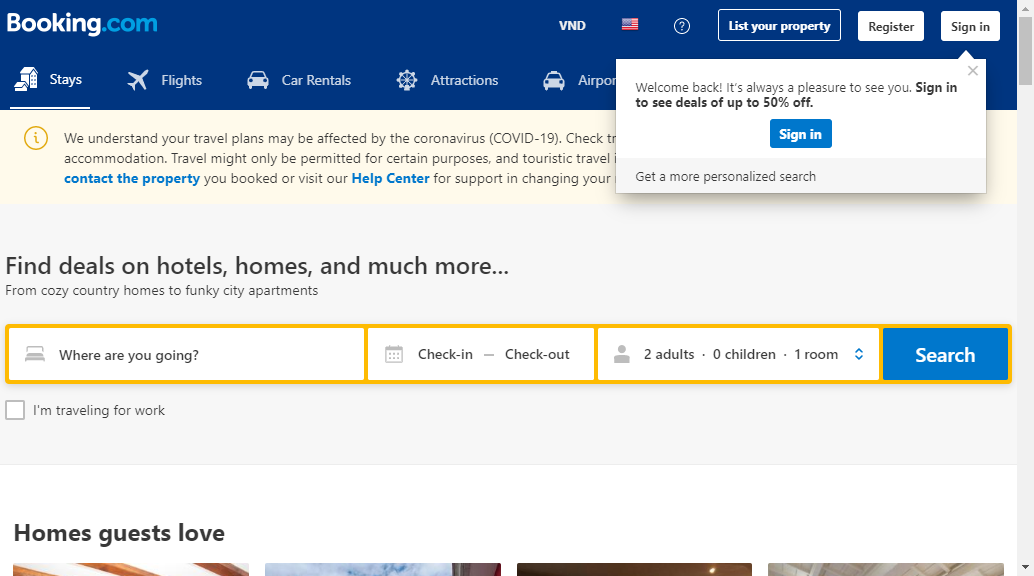 Booking.com
VND
List your property
Register
Sign in
Stays
Flights
Car Rentals
Attractions
Welcome back! It's always a pleasure to see you. Sign in
to see deals of up to 50% off.
Sign in
Get a more personalized search
We understand your travel plans may be affected by the coronavirus (COVID-19). Check
accommodation. Travel might only be permitted for certain purposes, and touristic travel
contact the property you booked or visit our Help Center for support in changing your
Find deals on hotels, homes, and much more...
From cozy country homes to funky city apartments
Where are you going?
Check-in — Check-out
2 adults · 0 children · 1 room
Search
I'm traveling for work
Homes guests love